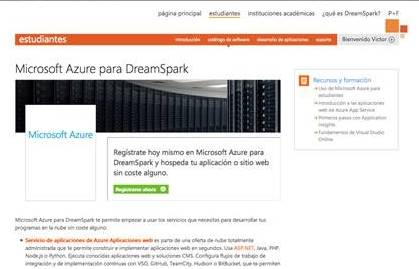 página principal estudiantes instituciones académicas ¿qué es DreamSpark? P+F
estudiantes introducción catálogo de software desarrollo de aplicaciones soporte Bienvenido Victor
Microsoft Azure para DreamSpark
Microsoft Azure
Regístrate hoy mismo en Microsoft Azure para
DreamSpark y hospeda tu aplicación o sitio web
sin coste alguno.
Regístrame ahora
Recursos y formación
Uso de Microsoft Azure para
estudiantes
Introducción a las aplicaciones
web de Azure App Service
Primeros pasos con Application
Insights
Fundamentos de Visual Studio
Online
Microsoft Azure para DreamSpark te permite empezar a usar los servicios que necesitas para desarrollar tus
programas en la nube sin coste alguno.
Servicio de aplicaciones de Azure Aplicaciones web es parte de una oferta de nube totalmente
administrada que te permite construir e implementar aplicaciones web en segundos. Usa ASP.NET, Java, PHP,
Node.js o Python. Ejecuta conocidas aplicaciones web y soluciones CMS. Configura flujos de trabajo de
integración y de implementación continuas con VSO, GitHub, TeamCity, Hudson o BitBucket, que te permiten